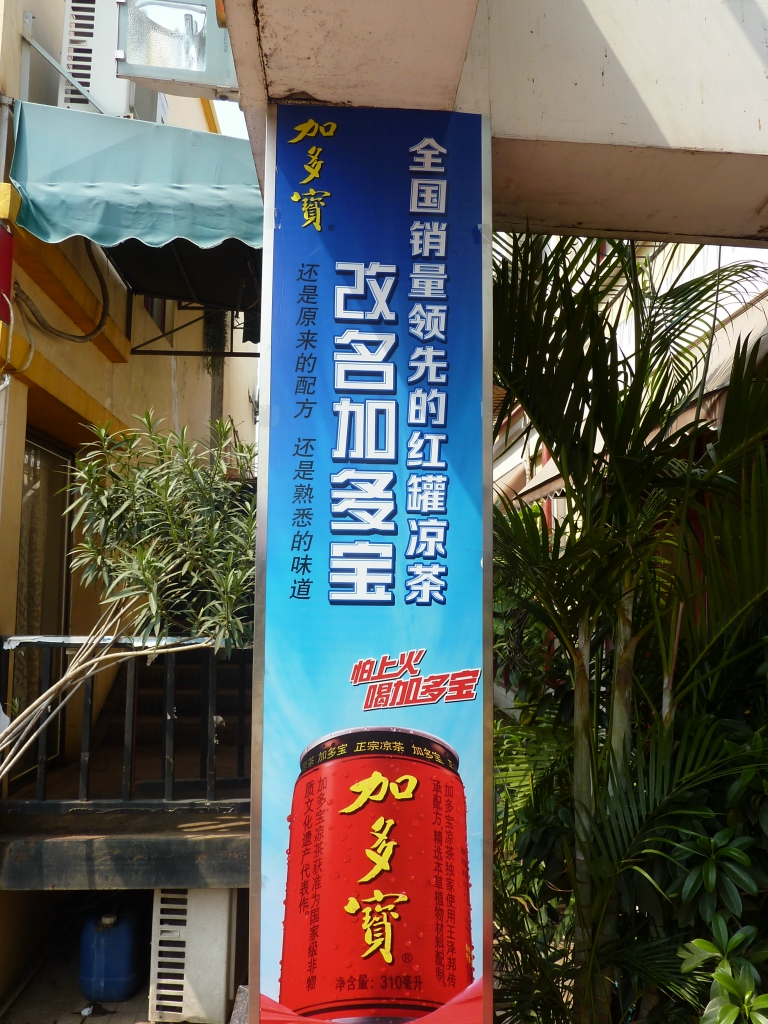 加多寶
全国销量领先的红罐凉茶
改名加多宝
还是原来的配方 还是熟悉的味道
怕上火
喝加多宝
加多宝 正宗凉茶 加多宝
加多宝凉茶独家使用王泽邦传
承配方,精选本草植物材料配制
加多寶®
加多宝凉茶获准为国家级非物
质文化遗产代表作
净含量：310毫升